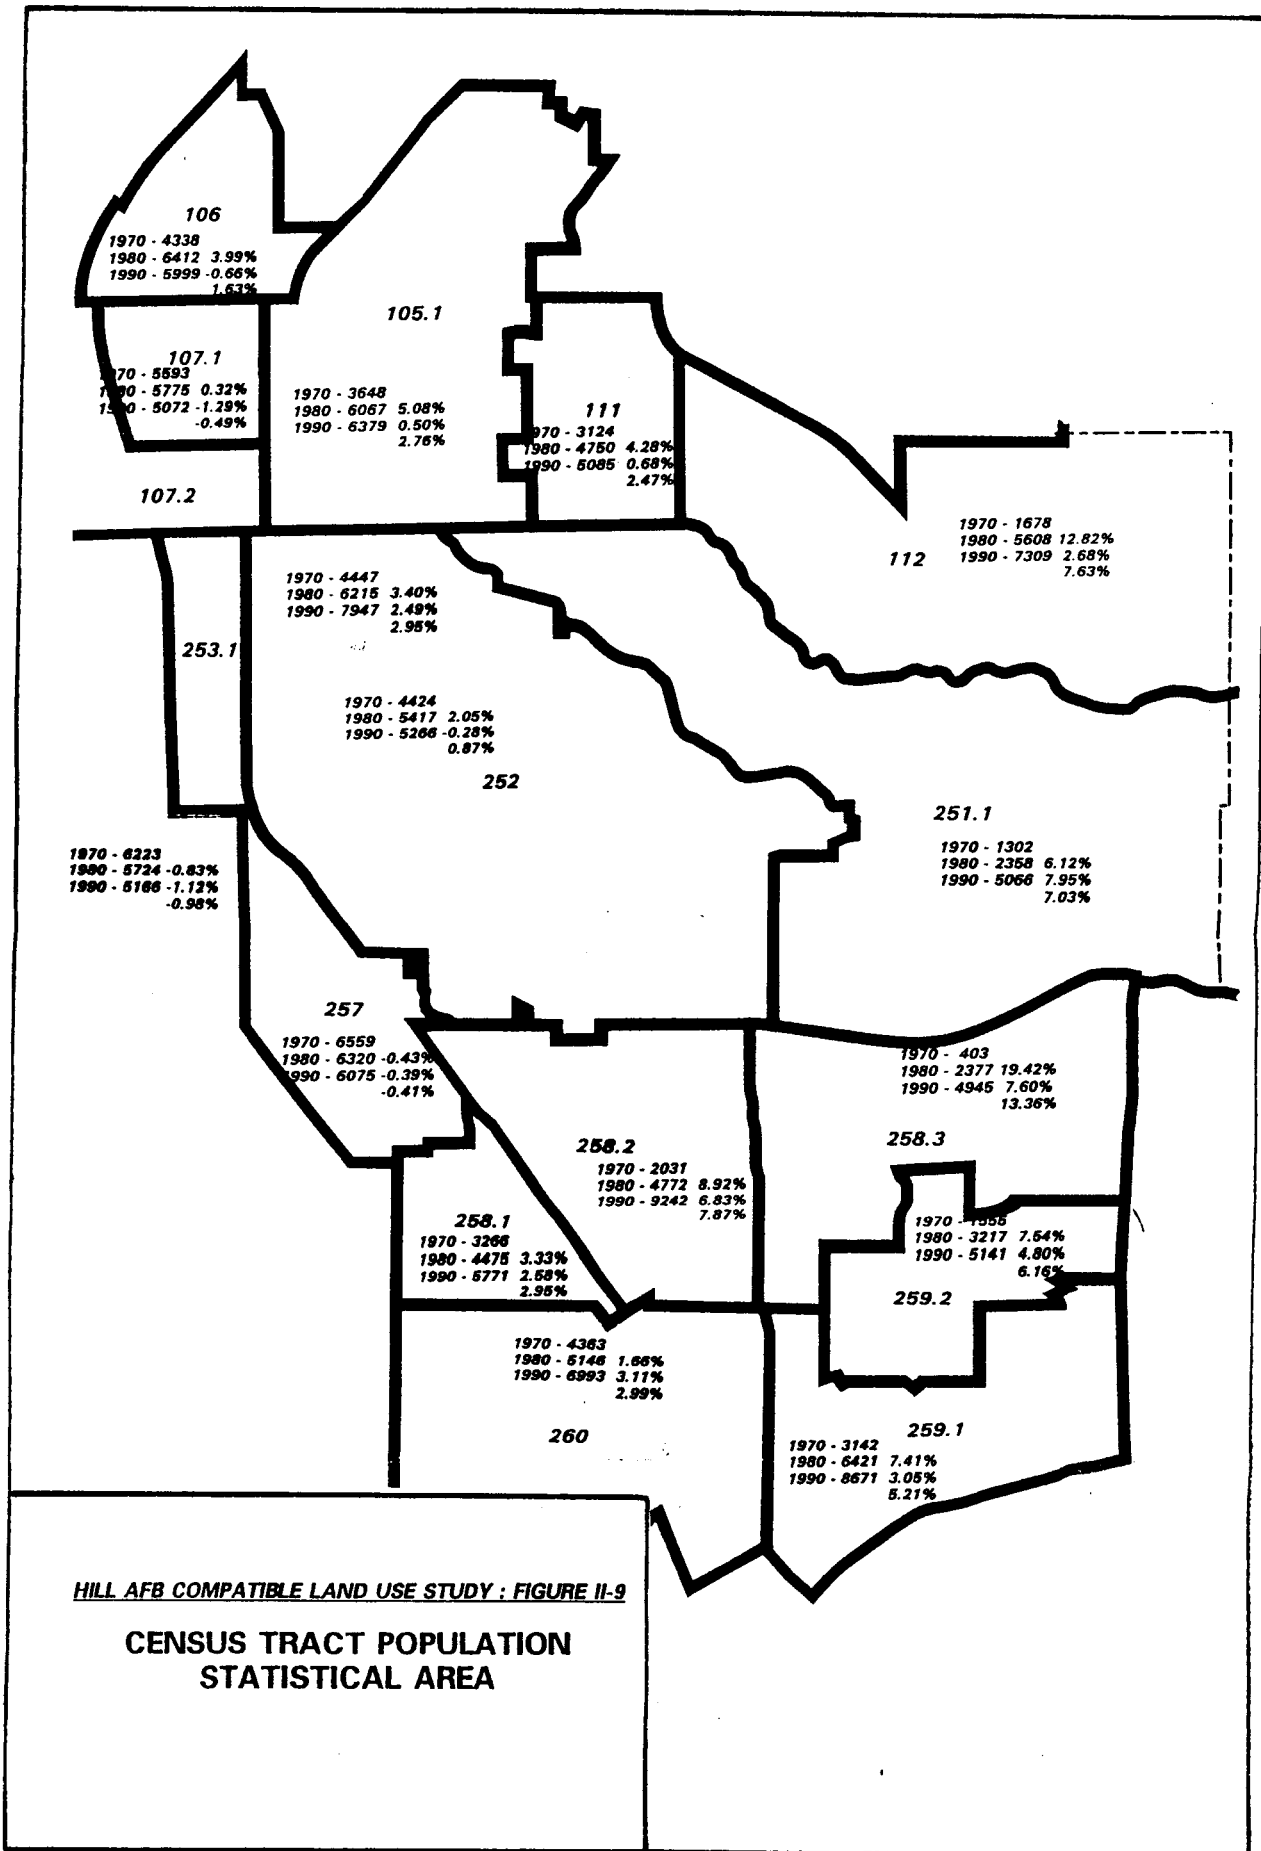 106
1970 - 4338
1980 - 6412 3.99%
1990 - 5999 -0.66%
1.63%
105.1
1970 - 3648
1980 - 6067 5.08%
1990 - 6379 0.50%
2.76%
107.1
70 - 5593
80 - 5775 0.32%
1990 - 5072 -1.29%
-0.49%
107.2
111
970 - 3124
1980 - 4750 4.28%
1990 - 5085 0.68%
2.47%
112
1970 - 1678
1980 - 5608 12.82%
1990 - 7309 2.68%
7.63%
1970 - 4447
1980 - 6215 3.40%
1990 - 7947 2.49%
2.95%
253.1
1970 - 4424
1980 - 5417 2.05%
1990 - 5266 -0.28%
0.87%
252
251.1
1970 - 1302
1980 - 2358 6.12%
1990 - 5066 7.95%
7.03%
1970 - 6223
1980 - 5724 -0.83%
1990 - 5166 -1.12%
-0.98%
257
1970 - 6559
1980 - 6320 -0.43%
1990 - 6075 -0.39%
-0.41%
1970 - 403
1980 - 2377 19.42%
1990 - 4945 7.60%
13.36%
258.3
258.2
1970 - 2031
1980 - 4772 8.92%
1990 - 9242 6.83%
7.87%
258.1
1970 - 3266
1980 - 4475 3.33%
1990 - 5771 2.58%
2.95%
1970 - 1555
1980 - 3217 7.54%
1990 - 5141 4.80%
6.16%
259.2
1970 - 4363
1980 - 5146 1.66%
1990 - 6993 3.11%
2.99%
260
259.1
1970 - 3142
1980 - 6421 7.41%
1990 - 8671 3.05%
5.21%
HILL AFB COMPATIBLE LAND USE STUDY : FIGURE II-9
CENSUS TRACT POPULATION
STATISTICAL AREA